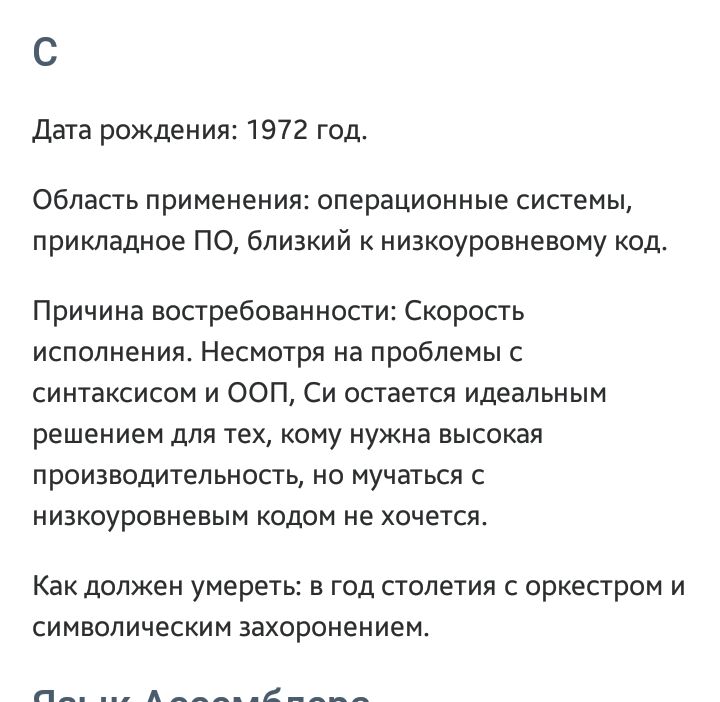 C
Дата рождения: 1972 год.
Область применения: операционные системы,
прикладное ПО, близкий к низкоуровневому код.
Причина востребованности: Скорость
исполнения. Несмотря на проблемы с
синтаксисом и ООП, Си остается идеальным
решением для тех, кому нужна высокая
производительность, но мучаться с
низкоуровневым кодом не хочется.
Как должен умереть: в год столетия с оркестром и
символическим захоронением.
Язык Ассемблера